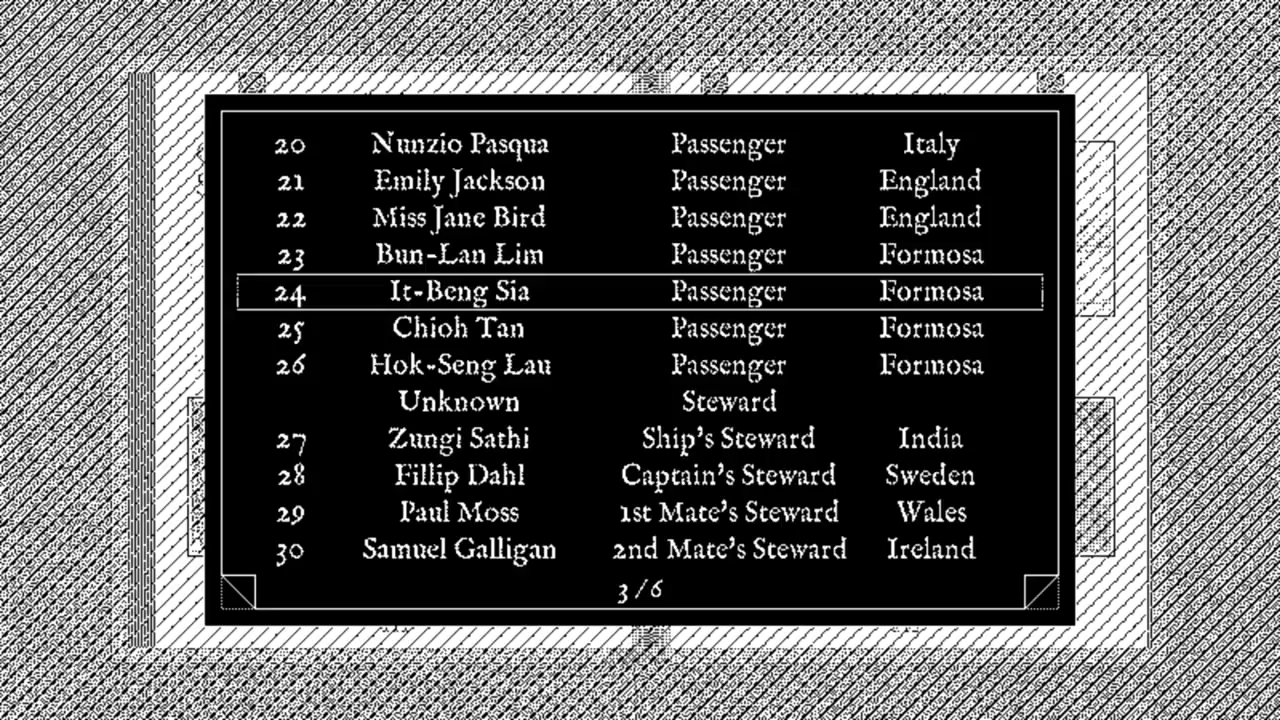 20 Nunzio Pasqua Passenger Italy
21 Emily Jackson Passenger England
22 Miss Jane Bird Passenger England
23 Bun-Lan Lim Passenger Formosa
24 It-Beng Sia Passenger Formosa
25 Chioh Tan Passenger Formosa
26 Hok-Seng Lau Passenger Formosa
Unknown Steward
27 Zungi Sathi Ship's Steward India
28 Fillip Dahl Captain's Steward Sweden
29 Paul Moss 1st Mate's Steward Wales
30 Samuel Galligan 2nd Mate's Steward Ireland
3/6